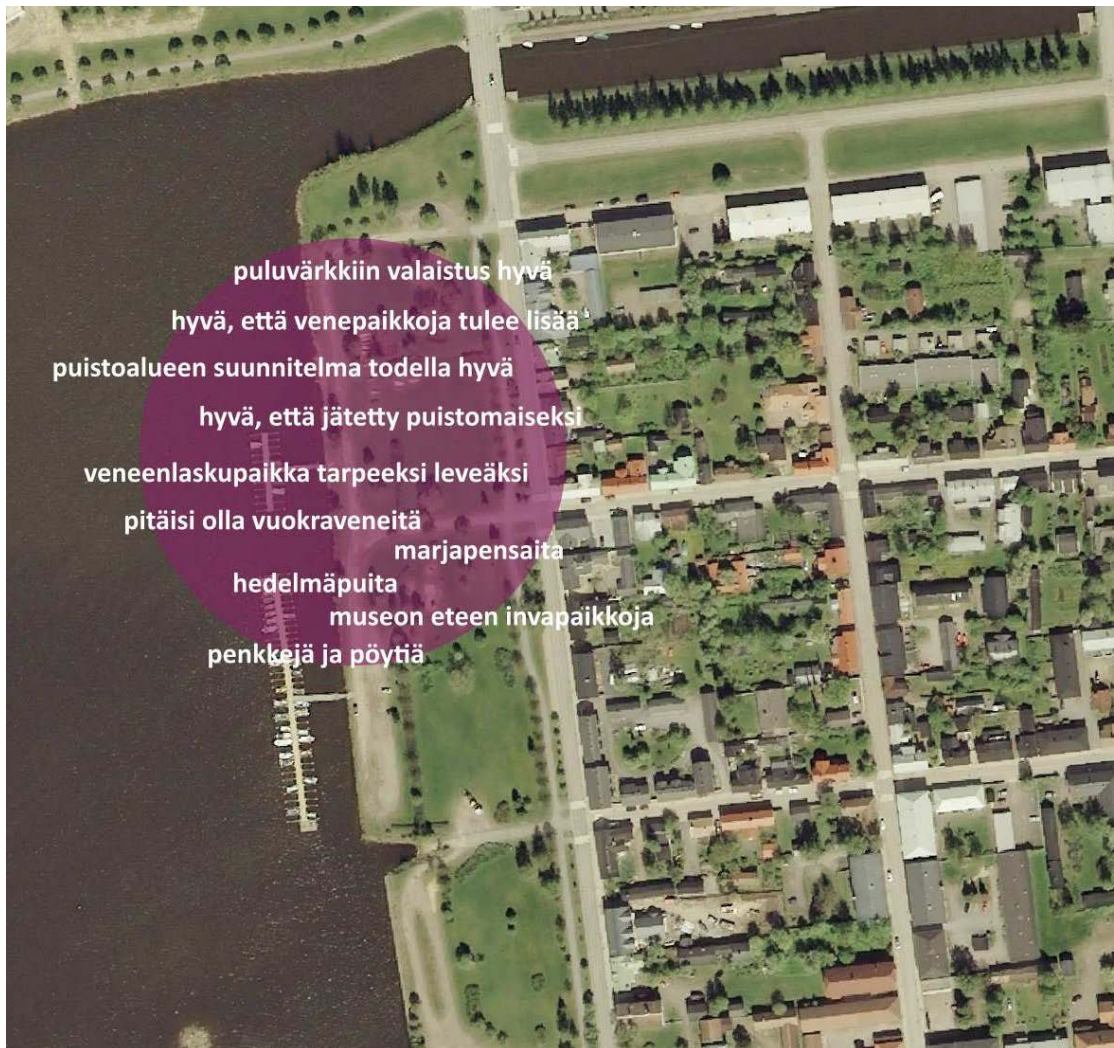 puluvärkkiin valaistus hyvä
hyvä, että venepaikkoja tulee lisää
puistoalueen suunnitelma todella hyvä
hyvä, että jätetty puistomaiseksi
veneenlaskupaikka tarpeeksi leveäksi
pitäisi olla vuokraveneitä
marjapensaita
hedelmäpuita
museon eteen invapaikkoja
penkkejä ja pöytiä